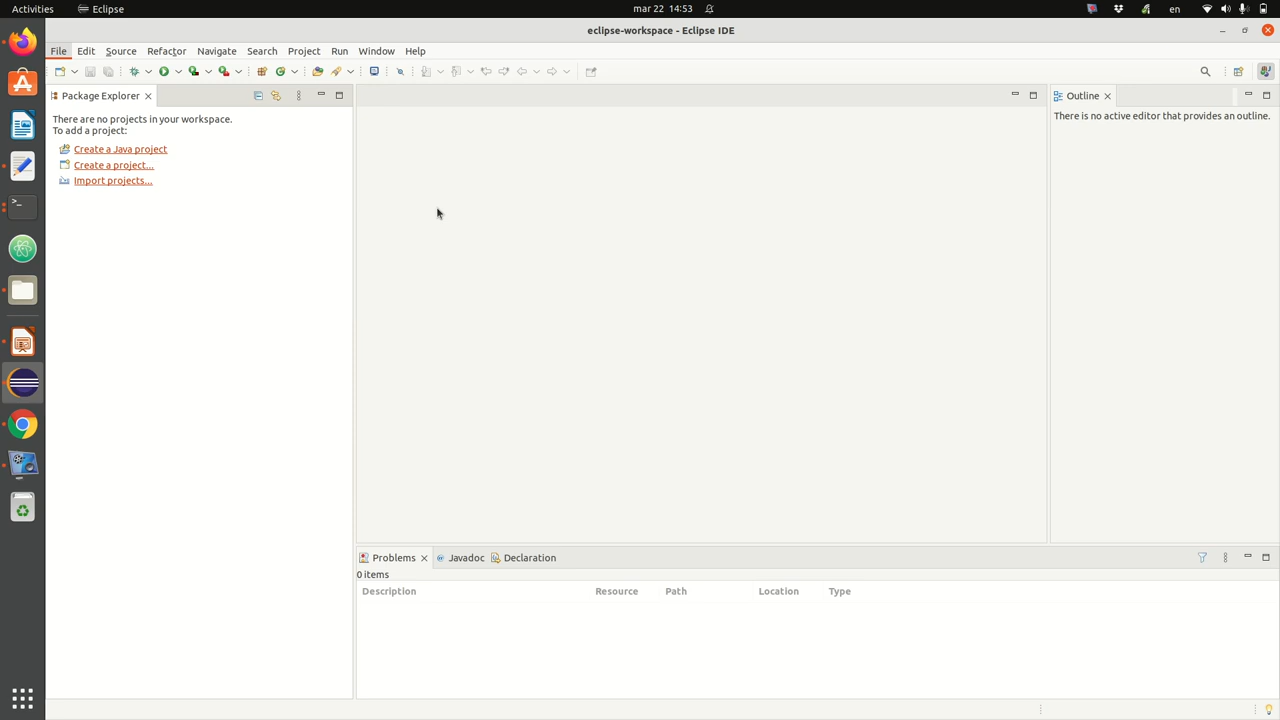 Activities
Eclipse
mar 22 14:53
en
eclipse-workspace - Eclipse IDE
File Edit Source Refactor Navigate Search Project Run Window Help
Package Explorer
There are no projects in your workspace.
To add a project:
Create a Java project
Create a project...
Import projects...
Outline
There is no active editor that provides an outline.
Problems
Javadoc
Declaration
0 items
Description Resource Path Location Type